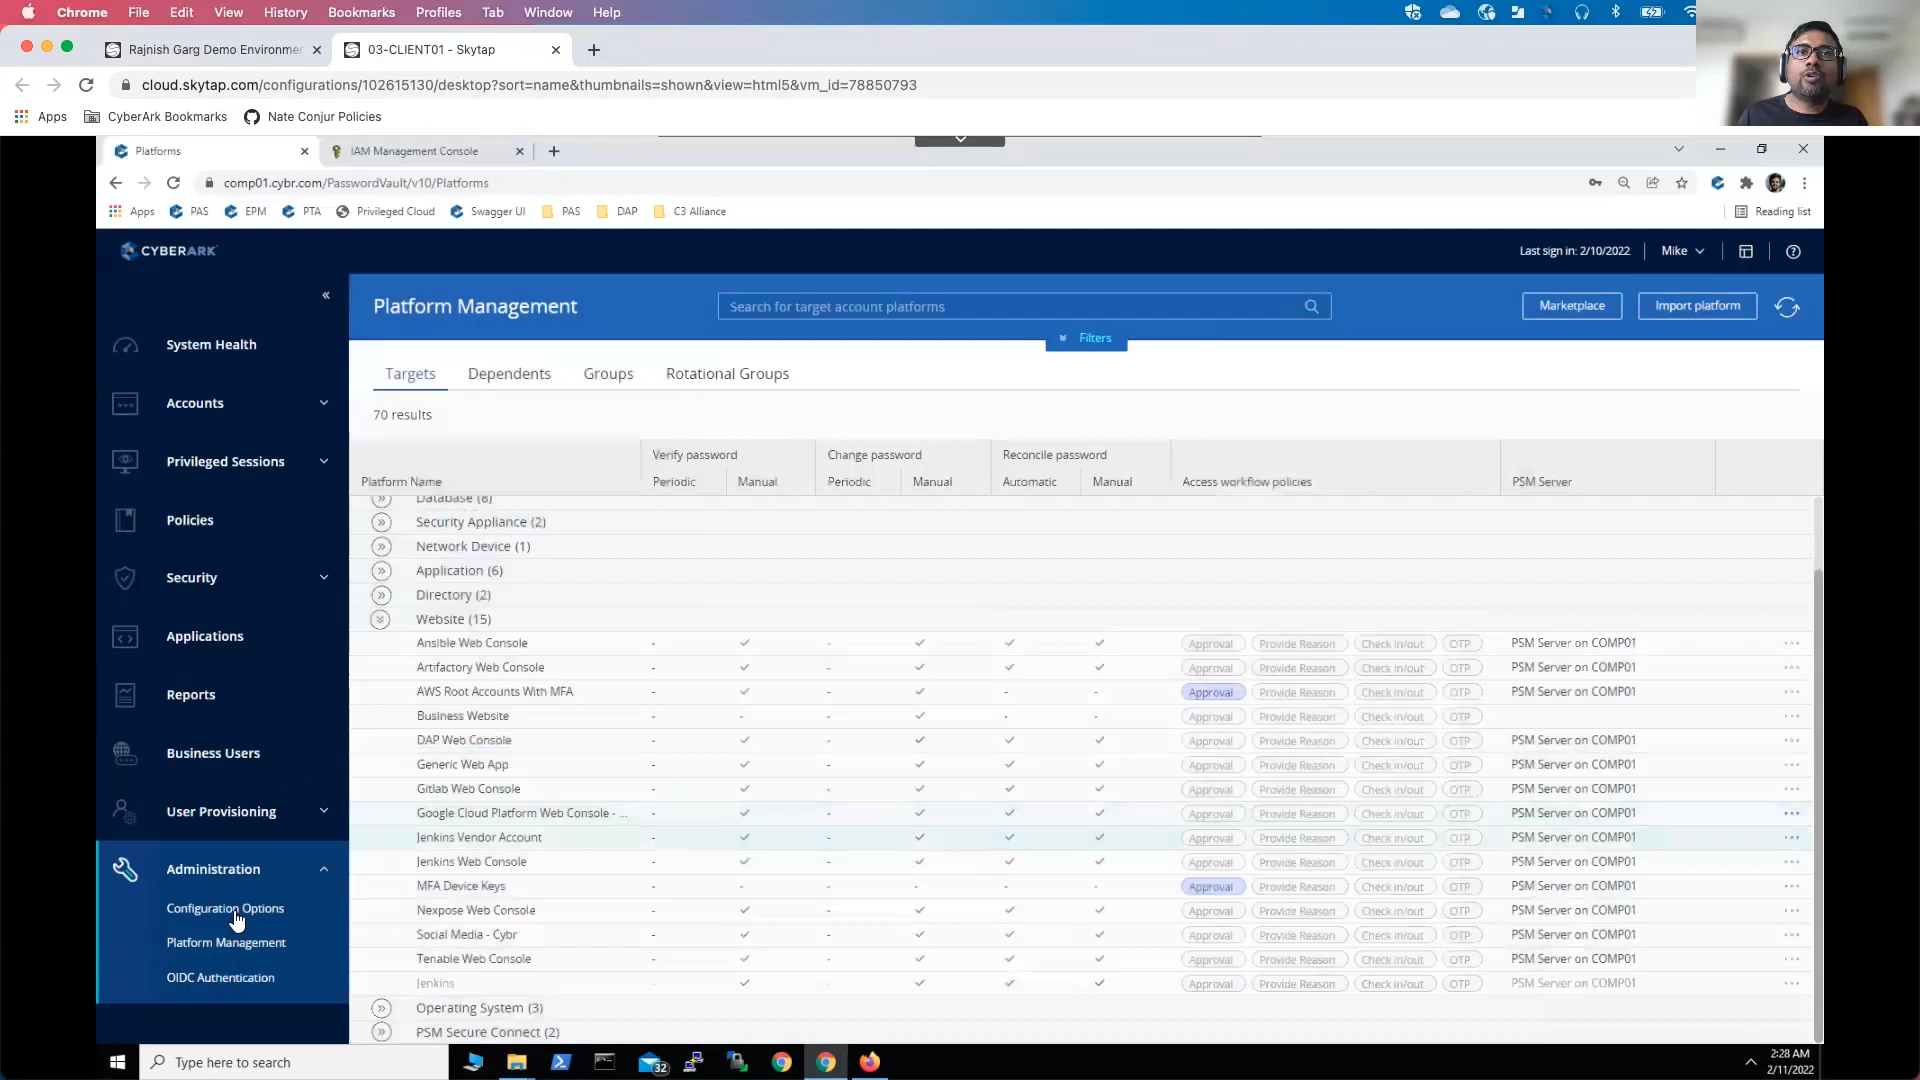 Chrome File Edit View History Bookmarks Profiles Tab Window Help
Rajnish Garg Demo Environmer
03-CLIENT01 - Skytap
cloud.skytap.com/configurations/102615130/desktop?sort=name&thumbnails=shown&view=html5&vm_id=78850793
Apps CyberArk Bookmarks Nate Conjur Policies
Platforms IAM Management Console
comp01.cybr.com/PasswordVault/v10/Platforms
Apps PAS EPM PTA Privileged Cloud Swagger UI PAS DAP C3 Alliance Reading list
CYBERARK Last sign in: 2/10/2022 Mike
Platform Management Search for target account platforms Marketplace Import platform
Filters
System Health
Accounts
Privileged Sessions
Policies
Security
Applications
Reports
Business Users
User Provisioning
Administration
Configuration Options
Platform Management
OIDC Authentication
Targets Dependents Groups Rotational Groups
70 results
Verify password Change password Reconcile password
Platform Name Periodic Manual Periodic Manual Automatic Manual Access workflow policies PSM Server
Database (8)
Security Appliance (2)
Network Device (1)
Application (6)
Directory (2)
Website (15)
Ansible Web Console - - Approval Provide Reason Check in/out OTP PSM Server on COMP01
Artifactory Web Console - - Approval Provide Reason Check in/out OTP PSM Server on COMP01
AWS Root Accounts With MFA - - - - Approval Provide Reason Check in/out OTP PSM Server on COMP01
Business Website - - - - - Approval Provide Reason Check in/out OTP
DAP Web Console - - Approval Provide Reason Check in/out OTP PSM Server on COMP01
Generic Web App - - Approval Provide Reason Check in/out OTP PSM Server on COMP01
Gitlab Web Console - - Approval Provide Reason Check in/out OTP PSM Server on COMP01
Google Cloud Platform Web Console - ... - - Approval Provide Reason Check in/out OTP PSM Server on COMP01
Jenkins Vendor Account - - Approval Provide Reason Check in/out OTP PSM Server on COMP01
Jenkins Web Console - - Approval Provide Reason Check in/out OTP PSM Server on COMP01
MFA Device Keys - - - - - - Approval Provide Reason Check in/out OTP PSM Server on COMP01
Nexpose Web Console - - Approval Provide Reason Check in/out OTP PSM Server on COMP01
Social Media - Cybr - - Approval Provide Reason Check in/out OTP PSM Server on COMP01
Tenable Web Console - - Approval Provide Reason Check in/out OTP PSM Server on COMP01
Jenkins - - Approval Provide Reason Check in/out OTP PSM Server on COMP01
Operating System (3)
PSM Secure Connect (2)
Type here to search 32 2:28 AM
2/11/2022